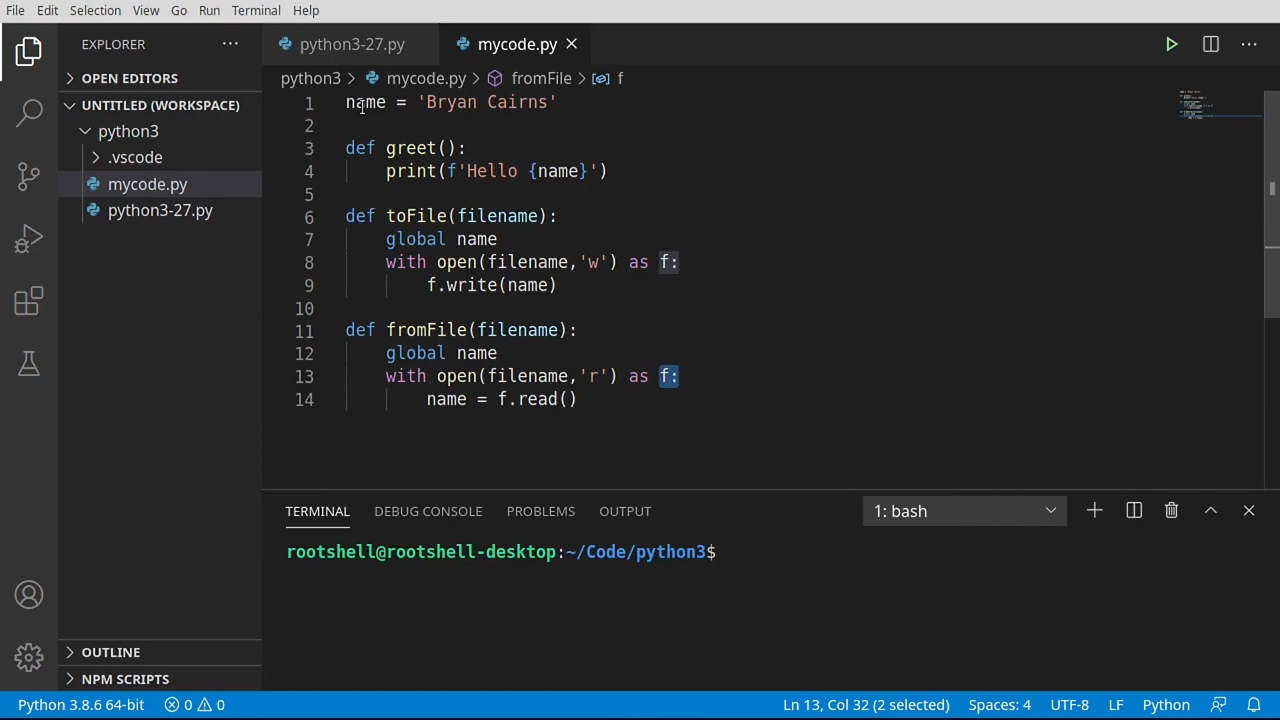 File Edit Selection View Go Run Terminal Help
EXPLORER
OPEN EDITORS
UNTITLED (WORKSPACE)
python3
.vscode
mycode.py
python3-27.py
OUTLINE
NPM SCRIPTS
python3-27.py mycode.py
python3 > mycode.py > fromFile > f
1 name = 'Bryan Cairns'
2
3 def greet():
4 print(f'Hello {name}')
5
6 def toFile(filename):
7 global name
8 with open(filename,'w') as f:
9 f.write(name)
10
11 def fromFile(filename):
12 global name
13 with open(filename,'r') as f:
14 name = f.read()
TERMINAL DEBUG CONSOLE PROBLEMS OUTPUT 1: bash
rootshell@rootshell-desktop:~/Code/python3$
Python 3.8.6 64-bit 0 0 Ln 13, Col 32 (2 selected) Spaces: 4 UTF-8 LF Python